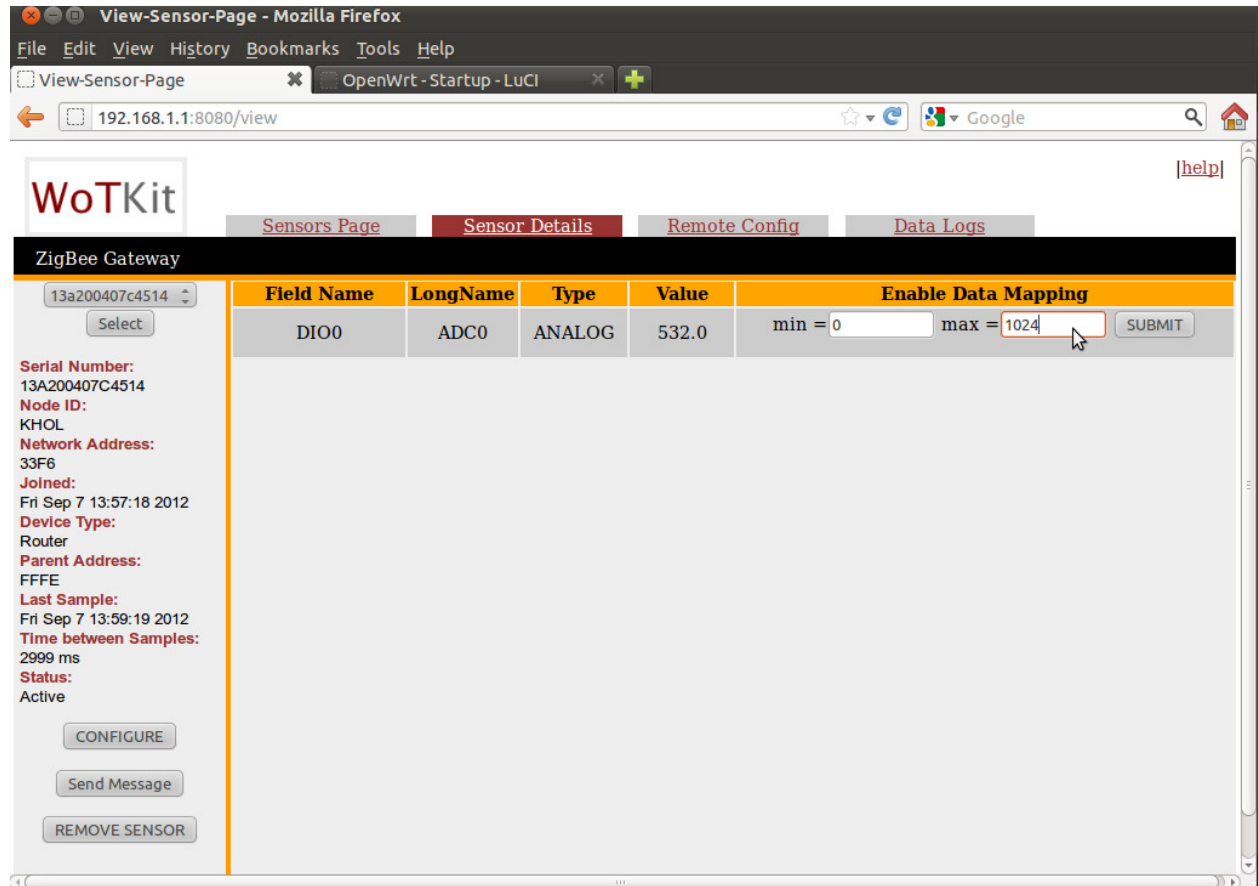 View-Sensor-Page - Mozilla Firefox
File Edit View History Bookmarks Tools Help
View-Sensor-Page OpenWrt - Startup - LuCI
192.168.1.1:8080/view Google
|help|
WoTKit
Sensors Page Sensor Details Remote Config Data Logs
ZigBee Gateway
13a200407c4514
Select
Field Name LongName Type Value Enable Data Mapping
DIO0 ADC0 ANALOG 532.0 min = 0 max = 1024 SUBMIT
Serial Number:
13A200407C4514
Node ID:
KHOL
Network Address:
33F6
Joined:
Fri Sep 7 13:57:18 2012
Device Type:
Router
Parent Address:
FFFE
Last Sample:
Fri Sep 7 13:59:19 2012
Time between Samples:
2999 ms
Status:
Active
CONFIGURE
Send Message
REMOVE SENSOR